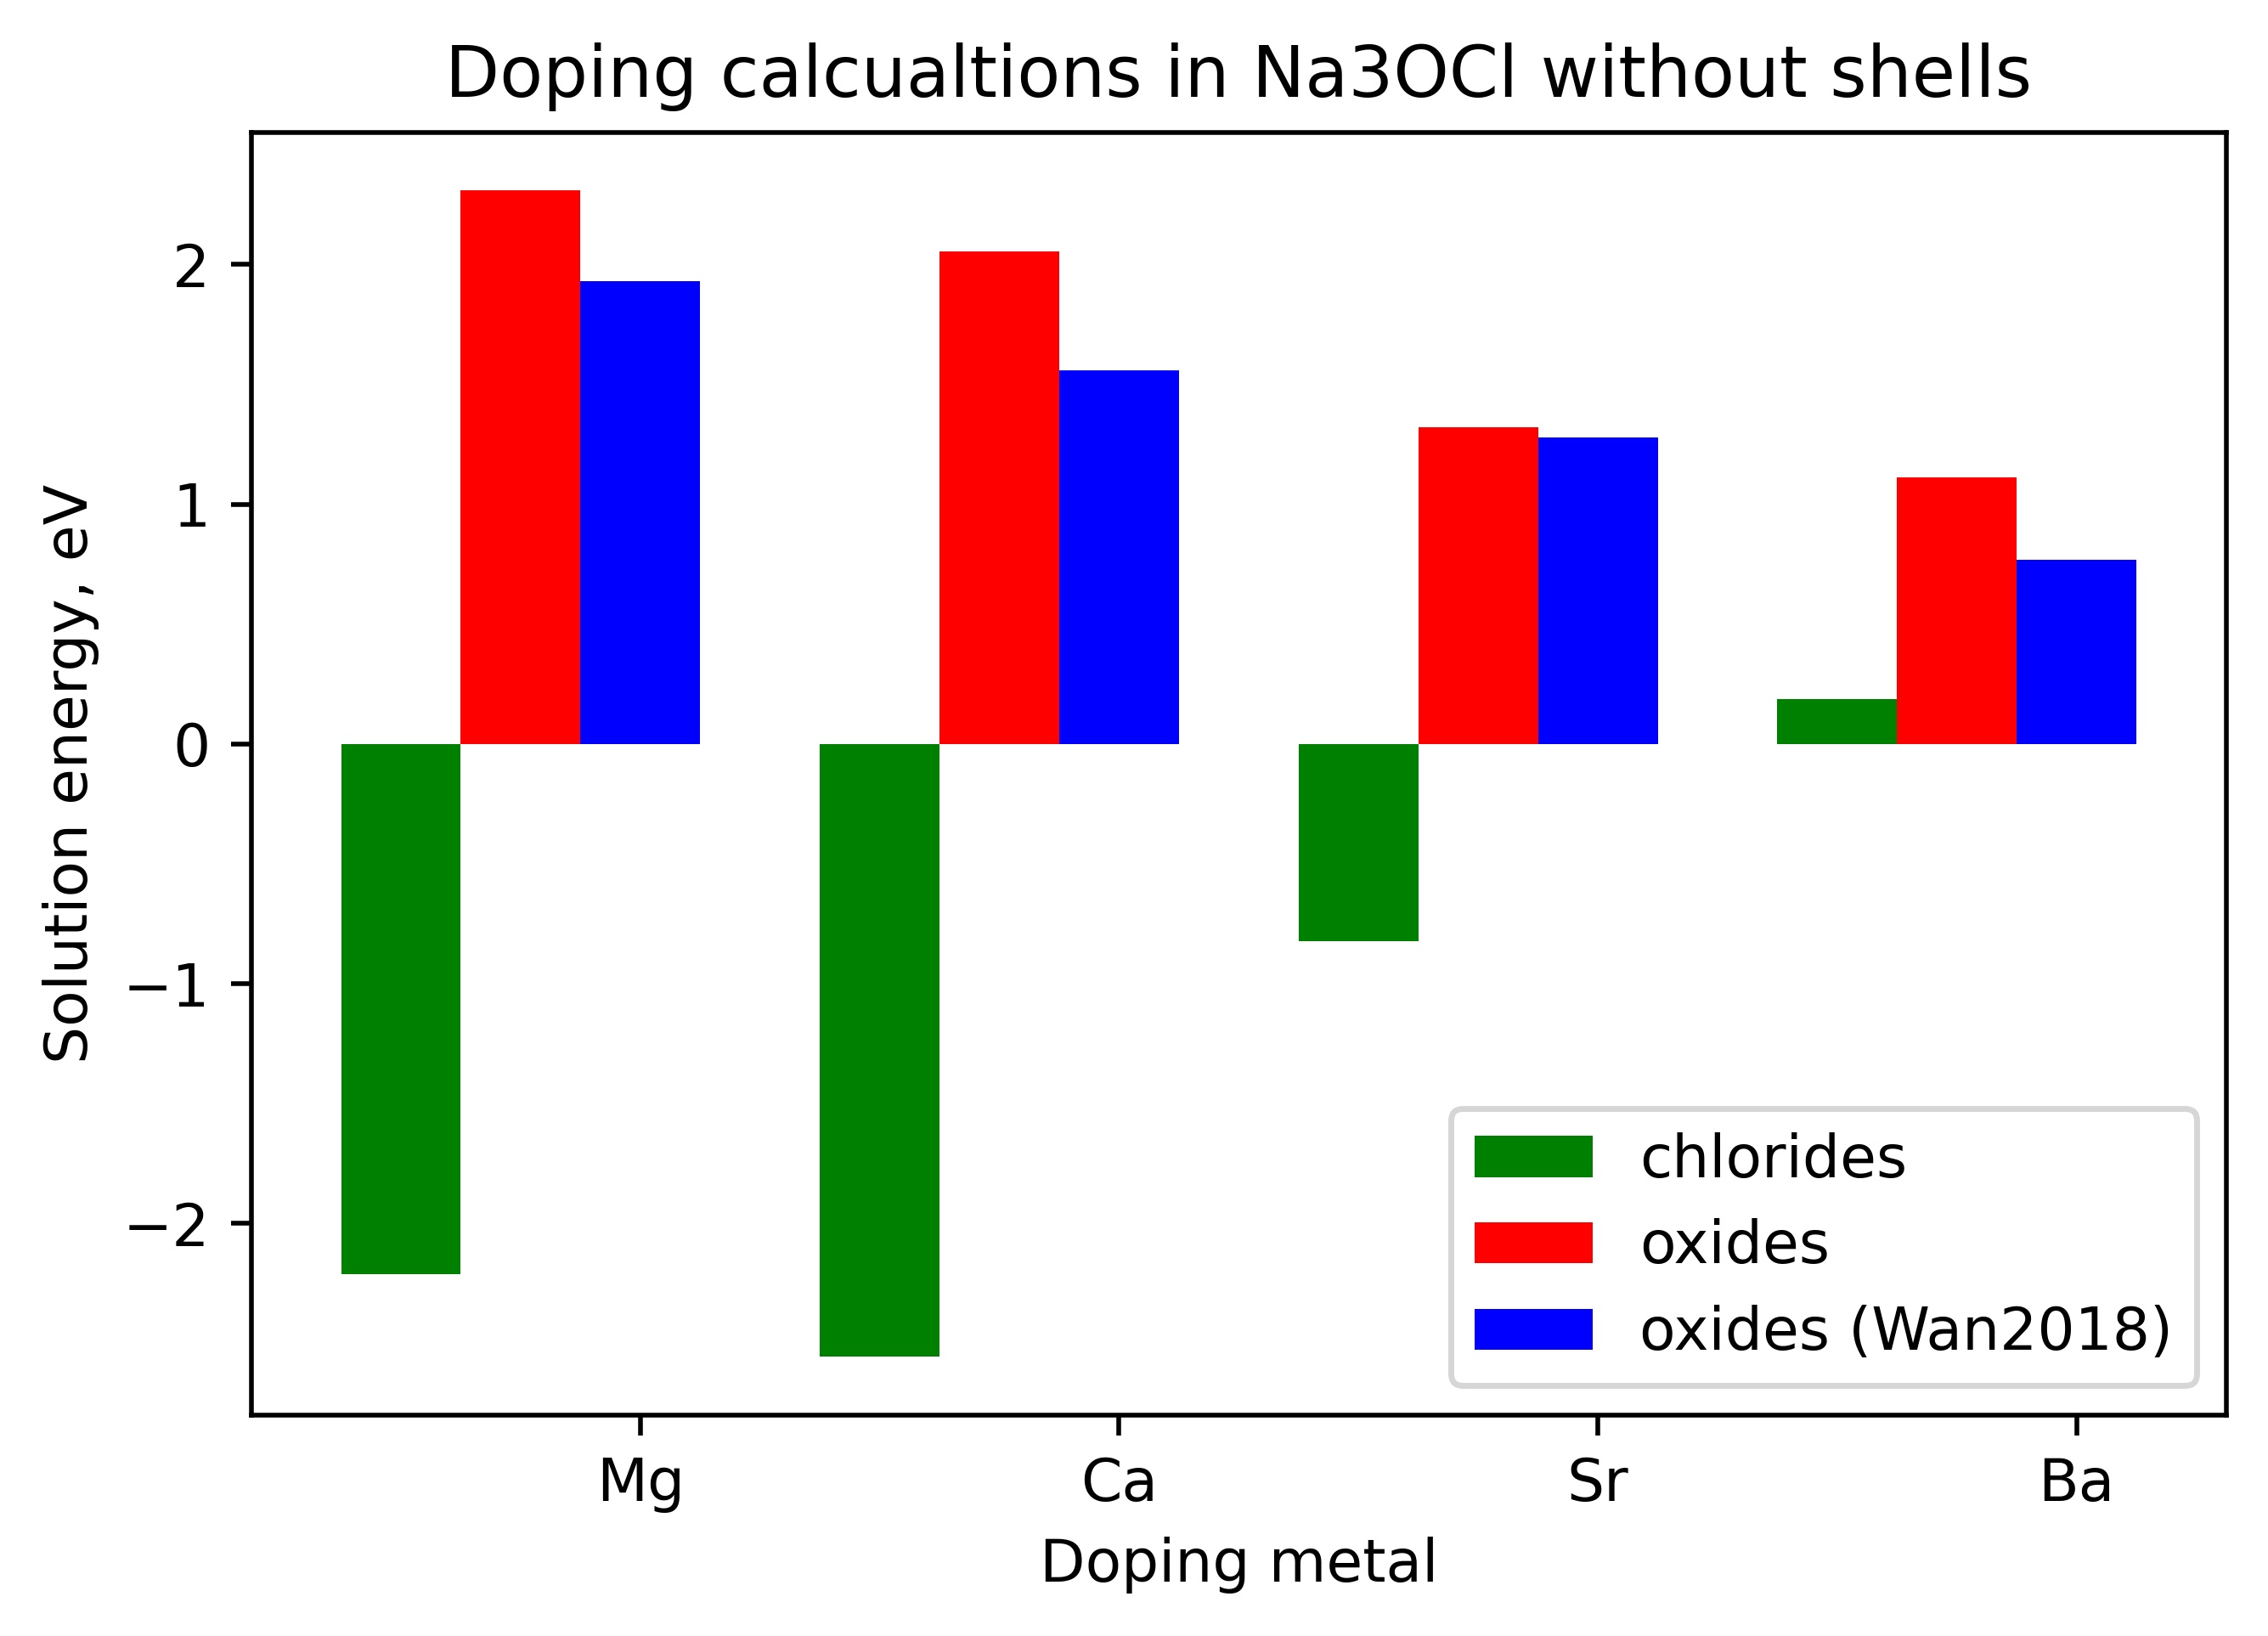 Doping calcualtions in Na3OCl without shells
Solution energy, eV
2
1
0
−1
−2
chlorides
oxides
oxides (Wan2018)
Mg
Ca
Sr
Ba
Doping metal